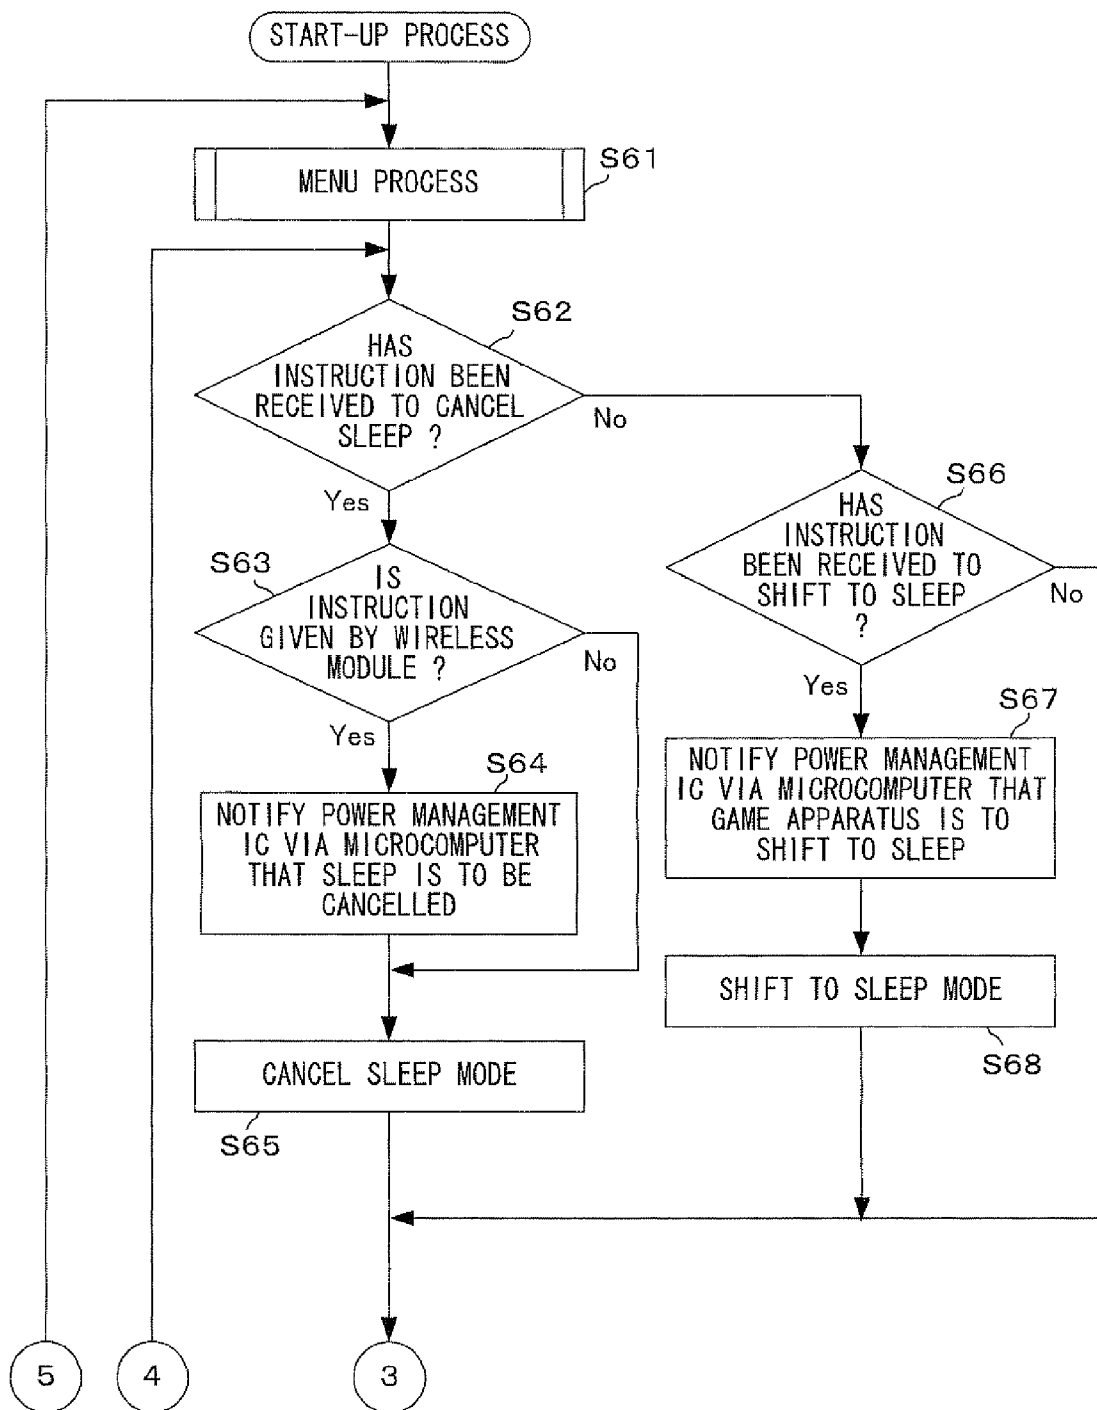 START-UP PROCESS
MENU PROCESS
S61
S62
HAS
INSTRUCTION BEEN
RECEIVED TO CANCEL
SLEEP ?
No
Yes
S66
HAS
INSTRUCTION
BEEN RECEIVED TO
SHIFT TO SLEEP
?
No
Yes
S63
IS
INSTRUCTION
GIVEN BY WIRELESS
MODULE ?
No
Yes
S64
NOTIFY POWER MANAGEMENT
IC VIA MICROCOMPUTER
THAT SLEEP IS TO BE
CANCELLED
S67
NOTIFY POWER MANAGEMENT
IC VIA MICROCOMPUTER THAT
GAME APPARATUS IS TO
SHIFT TO SLEEP
SHIFT TO SLEEP MODE
S68
CANCEL SLEEP MODE
S65
5
4
3